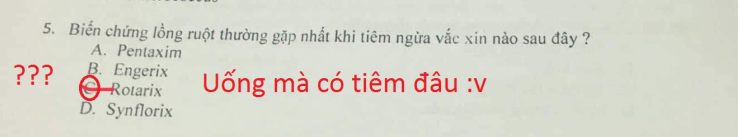 5. Biến chứng lồng ruột thường gặp nhất khi tiêm ngừa vắc xin nào sau đây ?
A. Pentaxim
??? B. Engerix
C. Rotarix Uống mà có tiêm đâu :v
D. Synflorix